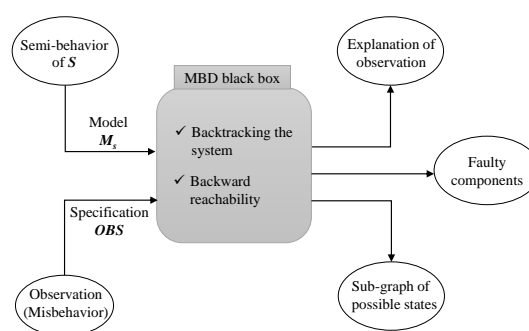 Semi-behavior
of S
Model
Ms
Specification
OBS
Observation
(Misbehavior)
MBD black box
✓ Backtracking the
system
✓ Backward
reachability
Explanation of
observation
Faulty
components
Sub-graph of
possible states